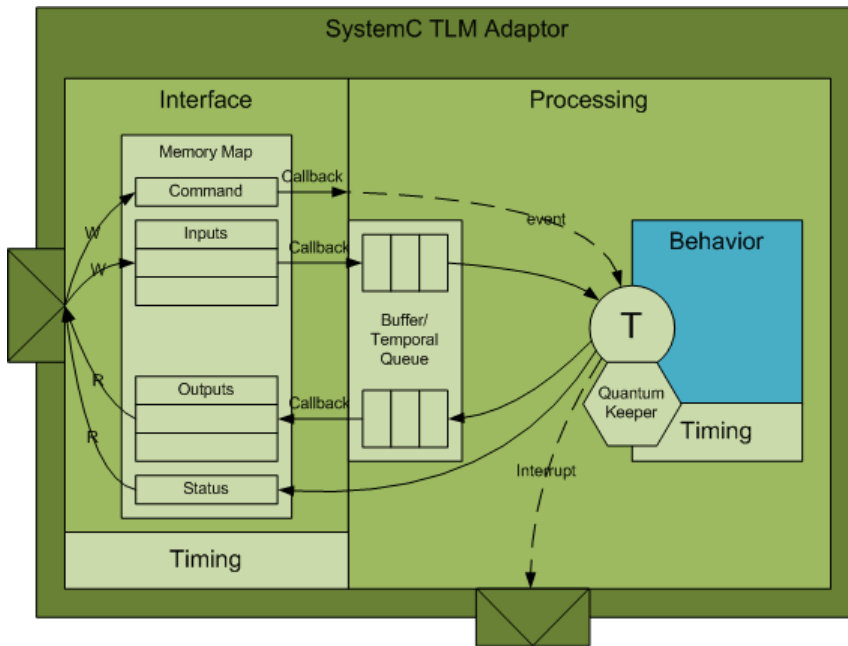 SystemC TLM Adaptor
Interface
Processing
Memory Map
Command
Callback
event
W
Inputs
W
Callback
Behavior
T
Buffer/
Temporal
Queue
R
Outputs
Callback
R
Quantum
Keeper
Timing
Status
Interrupt
Timing